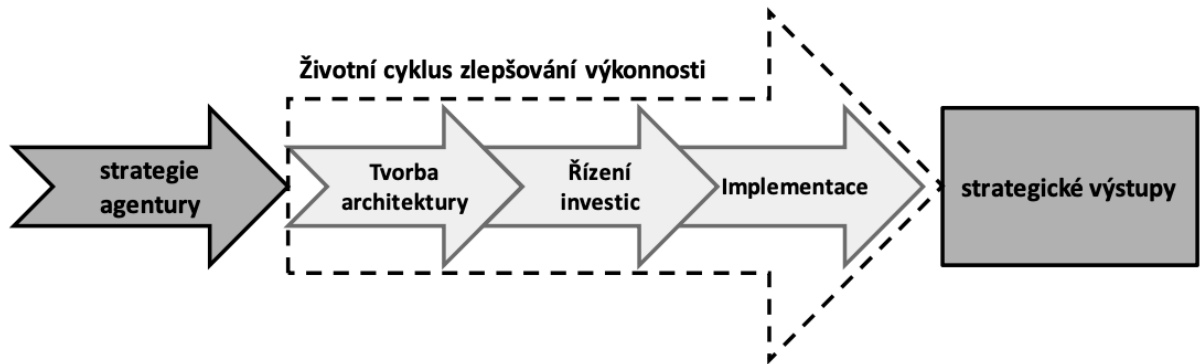 Životní cyklus zlepšování výkonnosti
strategie
agentury
Tvorba
architektury
Řízení
investic
Implementace
strategické výstupy